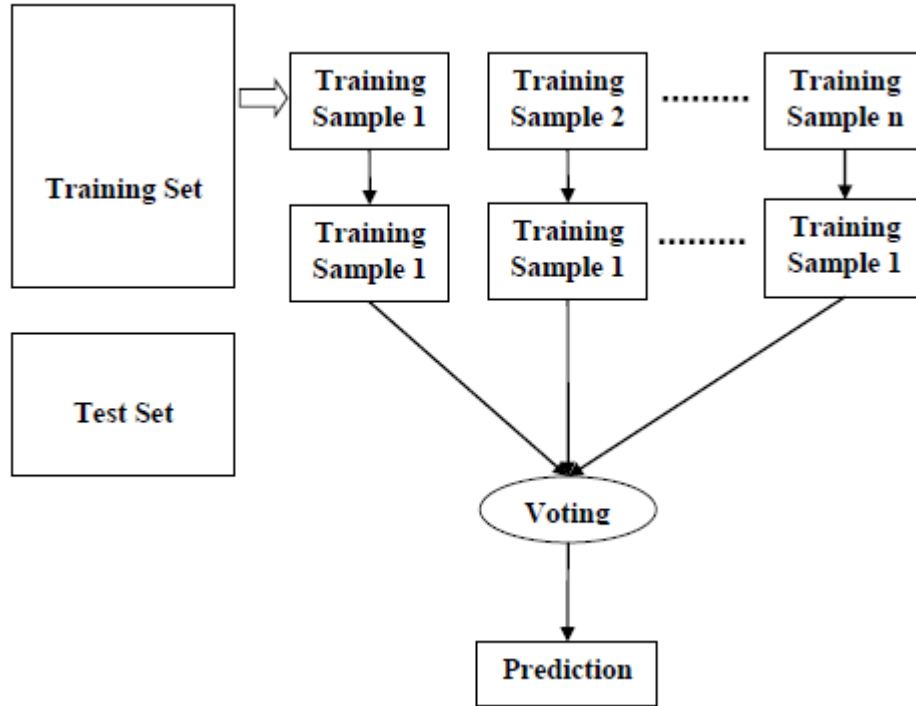 Training
Sample 1
Training
Sample 2
.........
Training
Sample n
Training Set
Training
Sample 1
Training
Sample 1
.........
Training
Sample 1
Test Set
Voting
Prediction